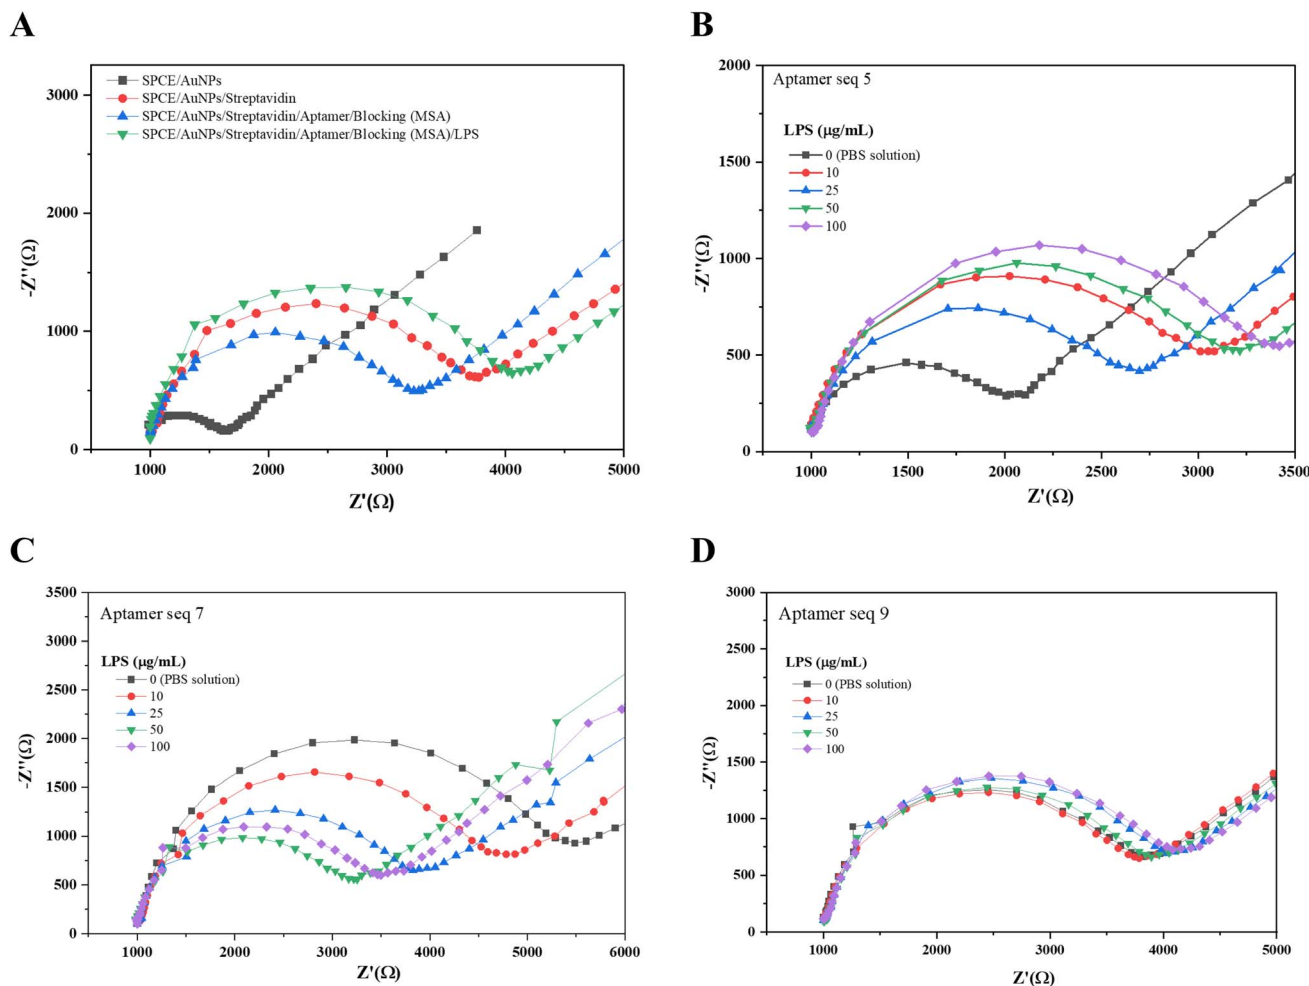 A
3000
2000
1000
0
-Z''(Ω)
SPCE/AuNPs
SPCE/AuNPs/Streptavidin
SPCE/AuNPs/Streptavidin/Aptamer/Blocking (MSA)
SPCE/AuNPs/Streptavidin/Aptamer/Blocking (MSA)/LPS
1000 2000 3000 4000 5000
Z'(Ω)
B
2000
1500
1000
500
0
-Z''(Ω)
Aptamer seq 5
LPS (µg/mL)
0 (PBS solution)
10
25
50
100
1000 1500 2000 2500 3000 3500
Z'(Ω)
C
3500
3000
2500
2000
1500
1000
500
0
-Z''(Ω)
Aptamer seq 7
LPS (µg/mL)
0 (PBS solution)
10
25
50
100
1000 2000 3000 4000 5000 6000
Z'(Ω)
D
3000
2500
2000
1500
1000
500
0
-Z''(Ω)
Aptamer seq 9
LPS (µg/mL)
0 (PBS solution)
10
25
50
100
1000 2000 3000 4000 5000
Z'(Ω)